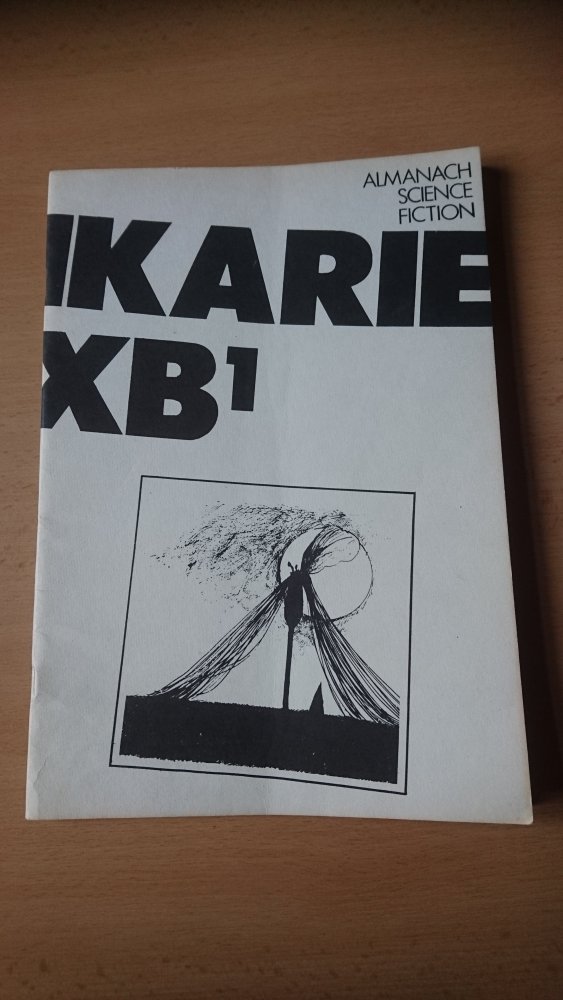 ALMANACH
SCIENCE
FICTION
IKARIE
XB1